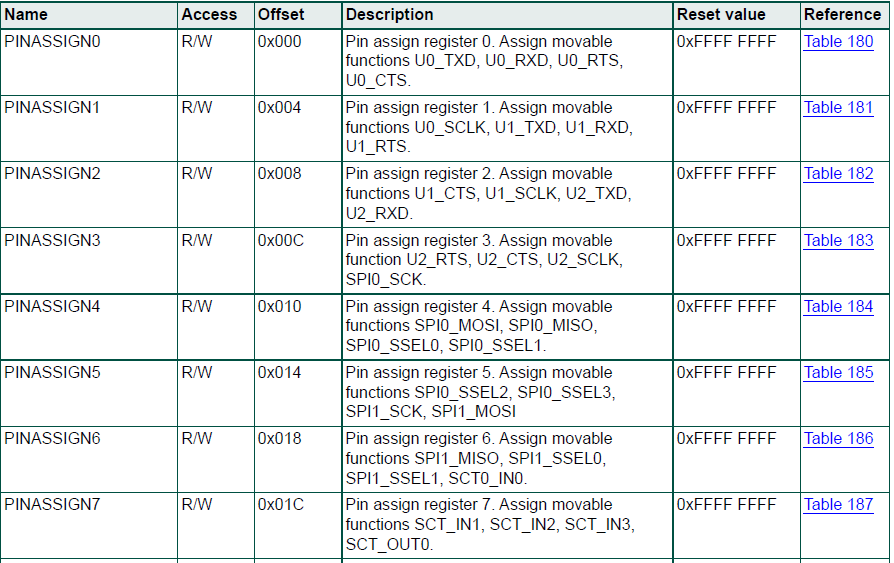 Name Access Offset Description Reset value Reference
PINASSIGN0 R/W 0x000 Pin assign register 0. Assign movable 0xFFFF FFFF Table 180
functions U0_TXD, U0_RXD, U0_RTS,
U0_CTS.
PINASSIGN1 R/W 0x004 Pin assign register 1. Assign movable 0xFFFF FFFF Table 181
functions U0_SCLK, U1_TXD, U1_RXD,
U1_RTS.
PINASSIGN2 R/W 0x008 Pin assign register 2. Assign movable 0xFFFF FFFF Table 182
functions U1_CTS, U1_SCLK, U2_TXD,
U2_RXD.
PINASSIGN3 R/W 0x00C Pin assign register 3. Assign movable 0xFFFF FFFF Table 183
function U2_RTS, U2_CTS, U2_SCLK,
SPI0_SCK.
PINASSIGN4 R/W 0x010 Pin assign register 4. Assign movable 0xFFFF FFFF Table 184
functions SPI0_MOSI, SPI0_MISO,
SPI0_SSEL0, SPI0_SSEL1.
PINASSIGN5 R/W 0x014 Pin assign register 5. Assign movable 0xFFFF FFFF Table 185
functions SPI0_SSEL2, SPI0_SSEL3,
SPI1_SCK, SPI1_MOSI
PINASSIGN6 R/W 0x018 Pin assign register 6. Assign movable 0xFFFF FFFF Table 186
functions SPI1_MISO, SPI1_SSEL0,
SPI1_SSEL1, SCT0_IN0.
PINASSIGN7 R/W 0x01C Pin assign register 7. Assign movable 0xFFFF FFFF Table 187
functions SCT_IN1, SCT_IN2, SCT_IN3,
SCT_OUT0.